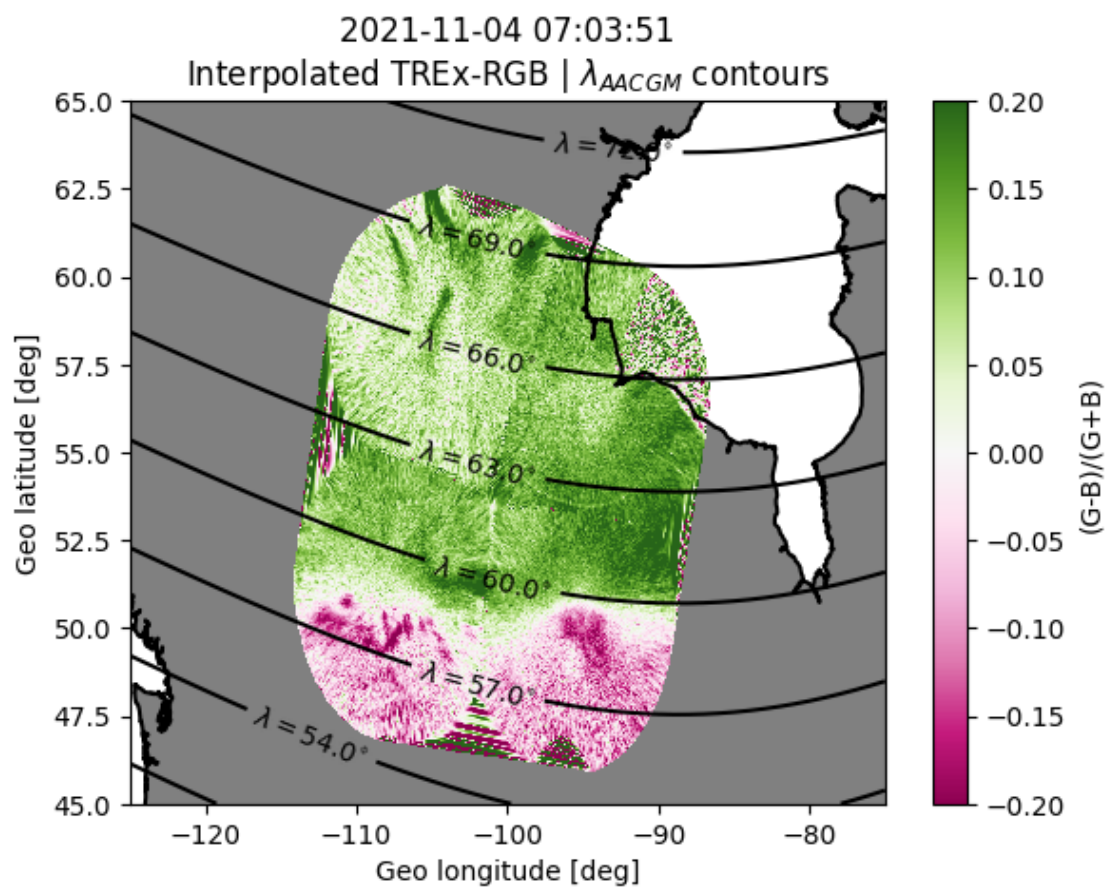 2021-11-04 07:03:51
Interpolated TREx-RGB | λ_AACGM contours
65.0
62.5
60.0
57.5
55.0
52.5
50.0
47.5
45.0
Geo latitude [deg]
λ = 72.0°
λ = 69.0°
λ = 66.0°
λ = 63.0°
λ = 60.0°
λ = 57.0°
λ = 54.0°
−120
−110
−100
−90
−80
Geo longitude [deg]
0.20
0.15
0.10
0.05
0.00
−0.05
−0.10
−0.15
−0.20
(G-B)/(G+B)